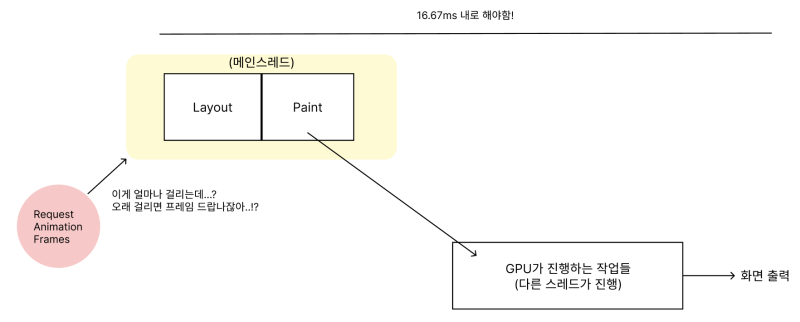 16.67ms 내로 해야함!
(메인스레드)
Layout
Paint
이게 얼마나 걸리는데...?
오래 걸리면 프레임 드랍나잖아..!?
Request
Animation
Frames
GPU가 진행하는 작업들
(다른 스레드가 진행)
화면 출력